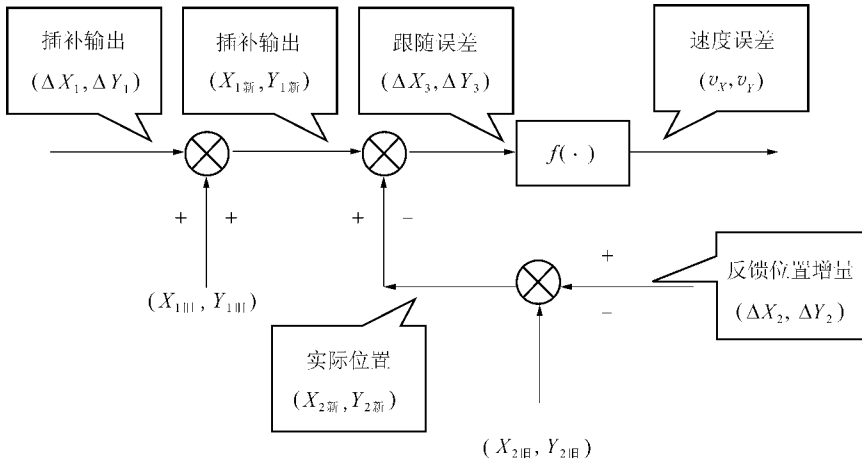 插补输出
(ΔX₁, ΔY₁)
插补输出
(X₁新, Y₁新)
跟随误差
(ΔX₃, ΔY₃)
速度误差
(v_X, v_Y)
f(·)
+ +
+ −
+
−
(X₁旧, Y₁旧)
反馈位置增量
(ΔX₂, ΔY₂)
实际位置
(X₂新, Y₂新)
(X₂旧, Y₂旧)